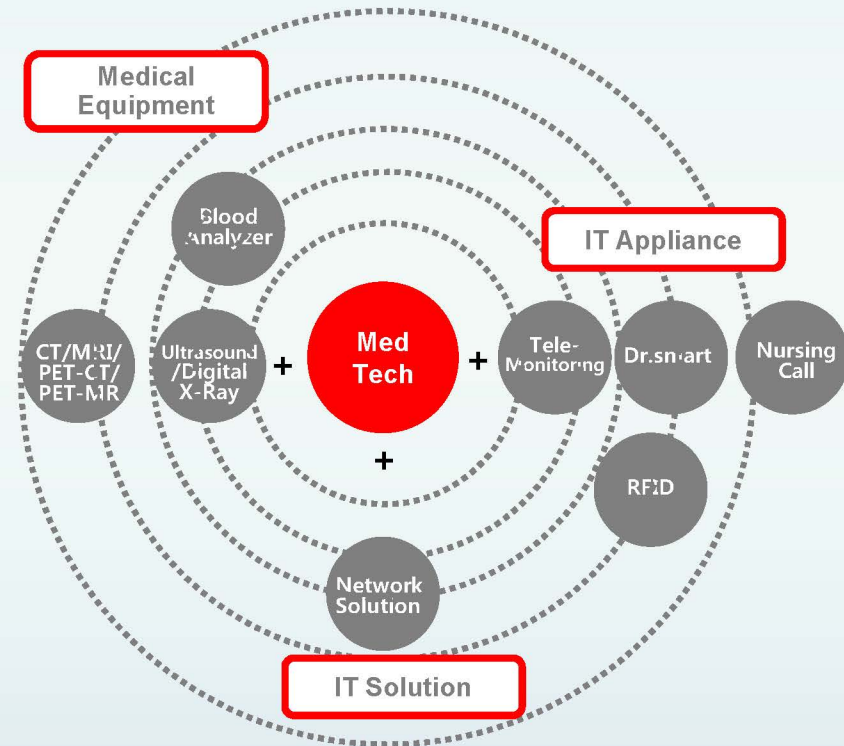 Medical
Equipment
Blood
Analyzer
IT Appliance
CT/MRI/
PET-CT/
PET-MR
Ultrasound
/Digital
X-Ray
+
Med
Tech
+
Tele-
Monitoring
Dr.smart
Nursing
Call
+
RFID
Network
Solution
IT Solution